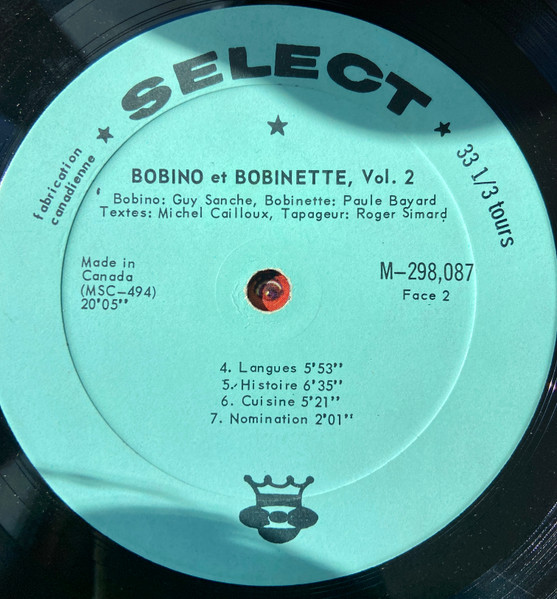 SELECT
fabrication
canadienne
33 1/3 tours
BOBINO et BOBINETTE, Vol. 2
Bobino: Guy Sanche, Bobinette: Paule Bayard
Textes: Michel Cailloux, Tapageur: Roger Simard
Made in
Canada
(MSC-494)
20'05''
M-298,087
Face 2
4. Langues 5'53''
5. Histoire 6'35''
6. Cuisine 5'21''
7. Nomination 2'01''